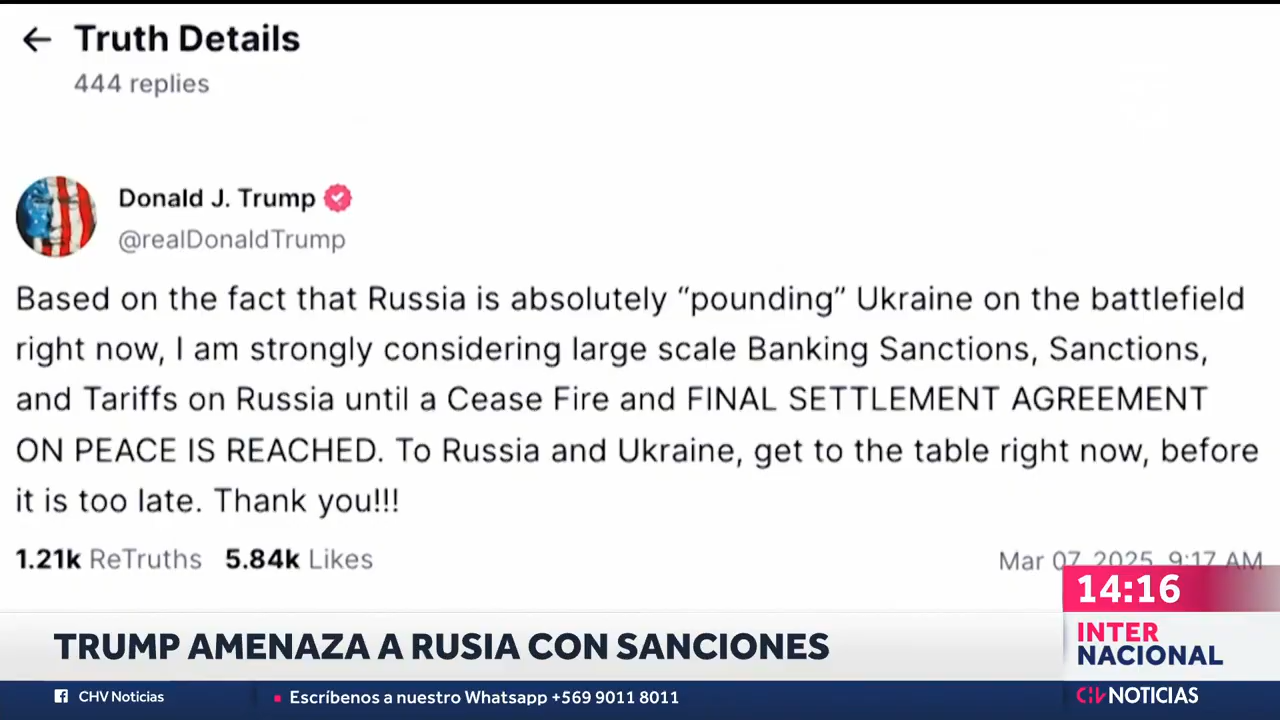 Truth Details
444 replies
Donald J. Trump
@realDonaldTrump
Based on the fact that Russia is absolutely “pounding” Ukraine on the battlefield
right now, I am strongly considering large scale Banking Sanctions, Sanctions,
and Tariffs on Russia until a Cease Fire and FINAL SETTLEMENT AGREEMENT
ON PEACE IS REACHED. To Russia and Ukraine, get to the table right now, before
it is too late. Thank you!!!
1.21k ReTruths 5.84k Likes
Mar 07, 2025, 9:17 AM
14:16
TRUMP AMENAZA A RUSIA CON SANCIONES
INTER
NACIONAL
CHV Noticias
Escríbenos a nuestro Whatsapp +569 9011 8011
CHV NOTICIAS